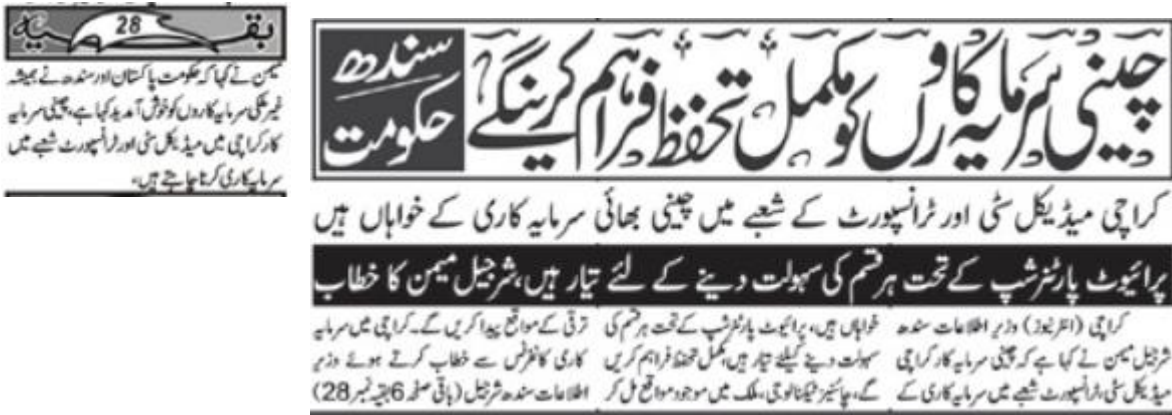 چینی سرمایہ کاروں کو مکمل تحفظ فراہم کرینگے
سندھ
حکومت
کراچی میڈیکل سٹی اور ٹرانسپورٹ کے شعبے میں چینی بھائی سرمایہ کاری کے خواہاں ہیں
پرائیوٹ پارٹنرشپ کے تحت ہر قسم کی سہولت دینے کے لئے تیار ہیں، شرجیل میمن کا خطاب
کراچی (انٹرنیوز) وزیر اطلاعات سندھ
شرجیل میمن نے کہا ہے کہ چینی سرمایہ کار کراچی
میڈیکل سٹی، ٹرانسپورٹ شعبے میں سرمایہ کاری کے
خواہاں ہیں، پرائیوٹ پارٹنرشپ کے تحت ہر قسم کی
سہولت دینے کیلئے تیار ہیں، مکمل تحفظ فراہم کریں
گے، چائنیز ٹیکنالوجی، ملک میں موجود مواقع مل کر
ترقی کے مواقع پیدا کریں گے۔ کراچی میں سرمایہ
کاری کانفرنس سے خطاب کرتے ہوئے وزیر
اطلاعات سندھ شرجیل (باقی صفحہ 6 بقیہ نمبر 28)
بقیہ 28
میمن نے کہا کہ حکومت پاکستان اور سندھ نے ہمیشہ
غیر ملکی سرمایہ کاروں کو خوش آمدید کہا ہے، چینی سرمایہ
کار کراچی میں میڈیکل سٹی اور ٹرانسپورٹ شعبے میں
سرمایہ کاری کرنا چاہتے ہیں،